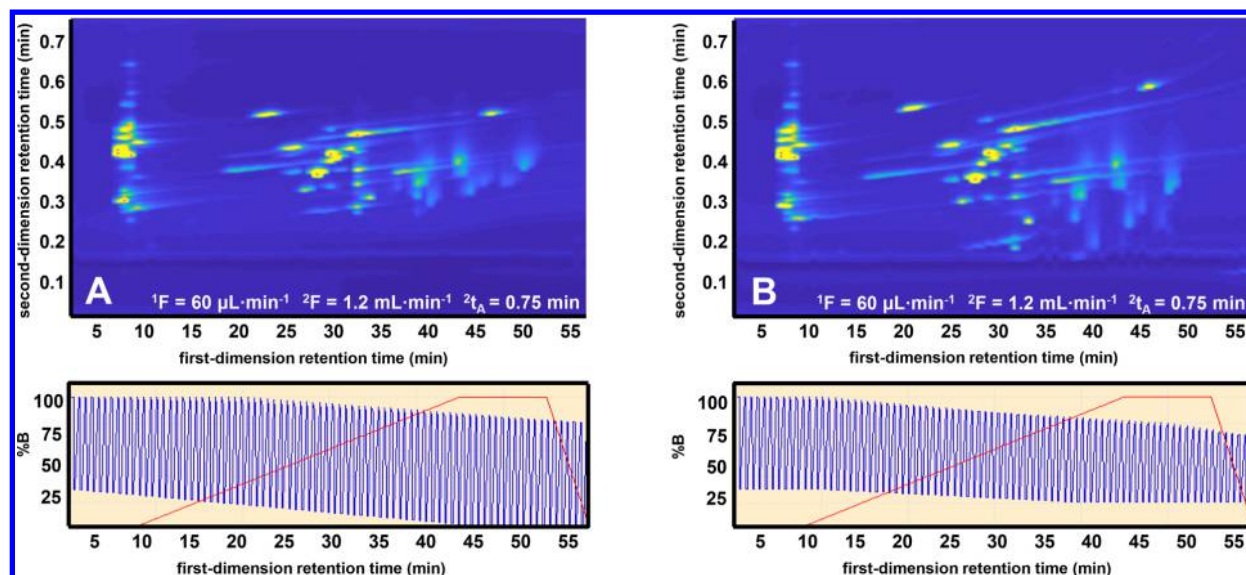 0.7
0.6
0.5
0.4
0.3
0.2
0.1
second-dimension retention time (min)
A
¹F = 60 µL·min⁻¹ ²F = 1.2 mL·min⁻¹ ²t_A = 0.75 min
5 10 15 20 25 30 35 40 45 50 55
first-dimension retention time (min)
100
75
50
25
%B
5 10 15 20 25 30 35 40 45 50 55
first-dimension retention time (min)
0.7
0.6
0.5
0.4
0.3
0.2
0.1
second-dimension retention time (min)
B
¹F = 60 µL·min⁻¹ ²F = 1.2 mL·min⁻¹ ²t_A = 0.75 min
5 10 15 20 25 30 35 40 45 50 55
first-dimension retention time (min)
100
75
50
25
%B
5 10 15 20 25 30 35 40 45 50 55
first-dimension retention time (min)